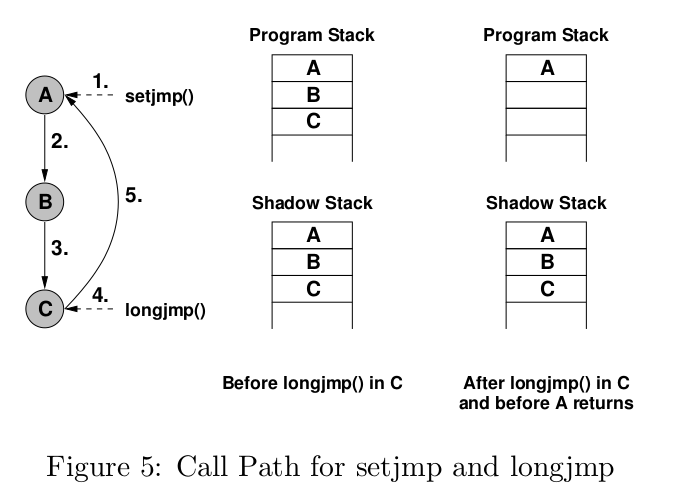 A
B
C
1.
setjmp()
2.
3.
5.
4.
longjmp()
Program Stack
A
B
C
Shadow Stack
A
B
C
Before longjmp() in C
Program Stack
A
Shadow Stack
A
B
C
After longjmp() in C
and before A returns
Figure 5: Call Path for setjmp and longjmp